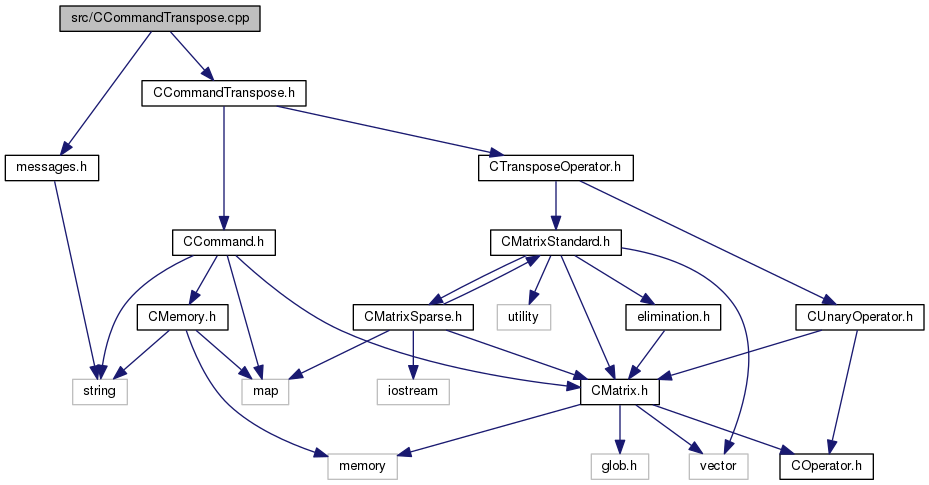 src/CCommandTranspose.cpp
CCommandTranspose.h
messages.h
CTransposeOperator.h
CCommand.h
CMatrixStandard.h
CMemory.h
CMatrixSparse.h
utility
elimination.h
CUnaryOperator.h
string
map
iostream
CMatrix.h
memory
glob.h
vector
COperator.h